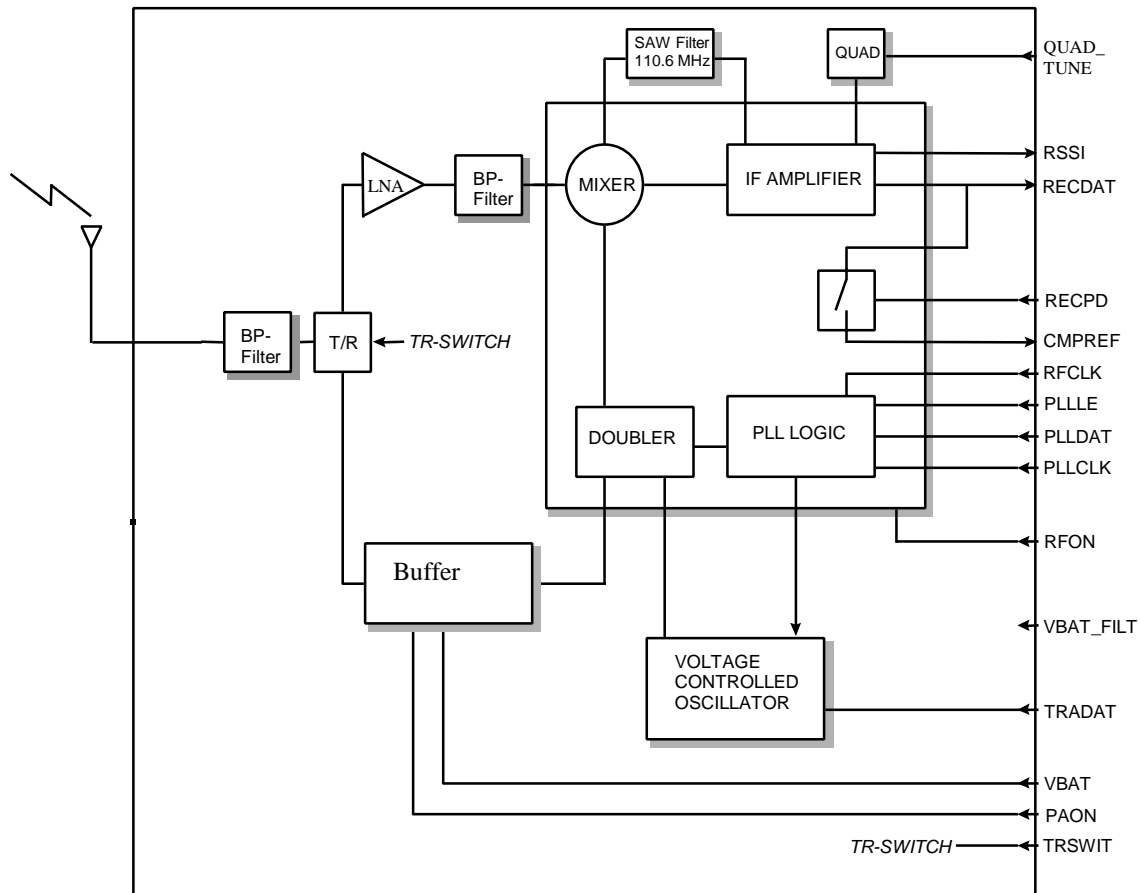 SAW Filter
110.6 MHz
QUAD
QUAD_
TUNE
LNA
BP-
Filter
MIXER
IF AMPLIFIER
RSSI
RECDAT
RECPD
CMPREF
BP-
Filter
T/R
TR-SWITCH
RFCLK
PLLLE
PLLDAT
PLLCLK
DOUBLER
PLL LOGIC
RFON
Buffer
VBAT_FILT
VOLTAGE
CONTROLLED
OSCILLATOR
TRADAT
VBAT
PAON
TR-SWITCH
TRSWIT